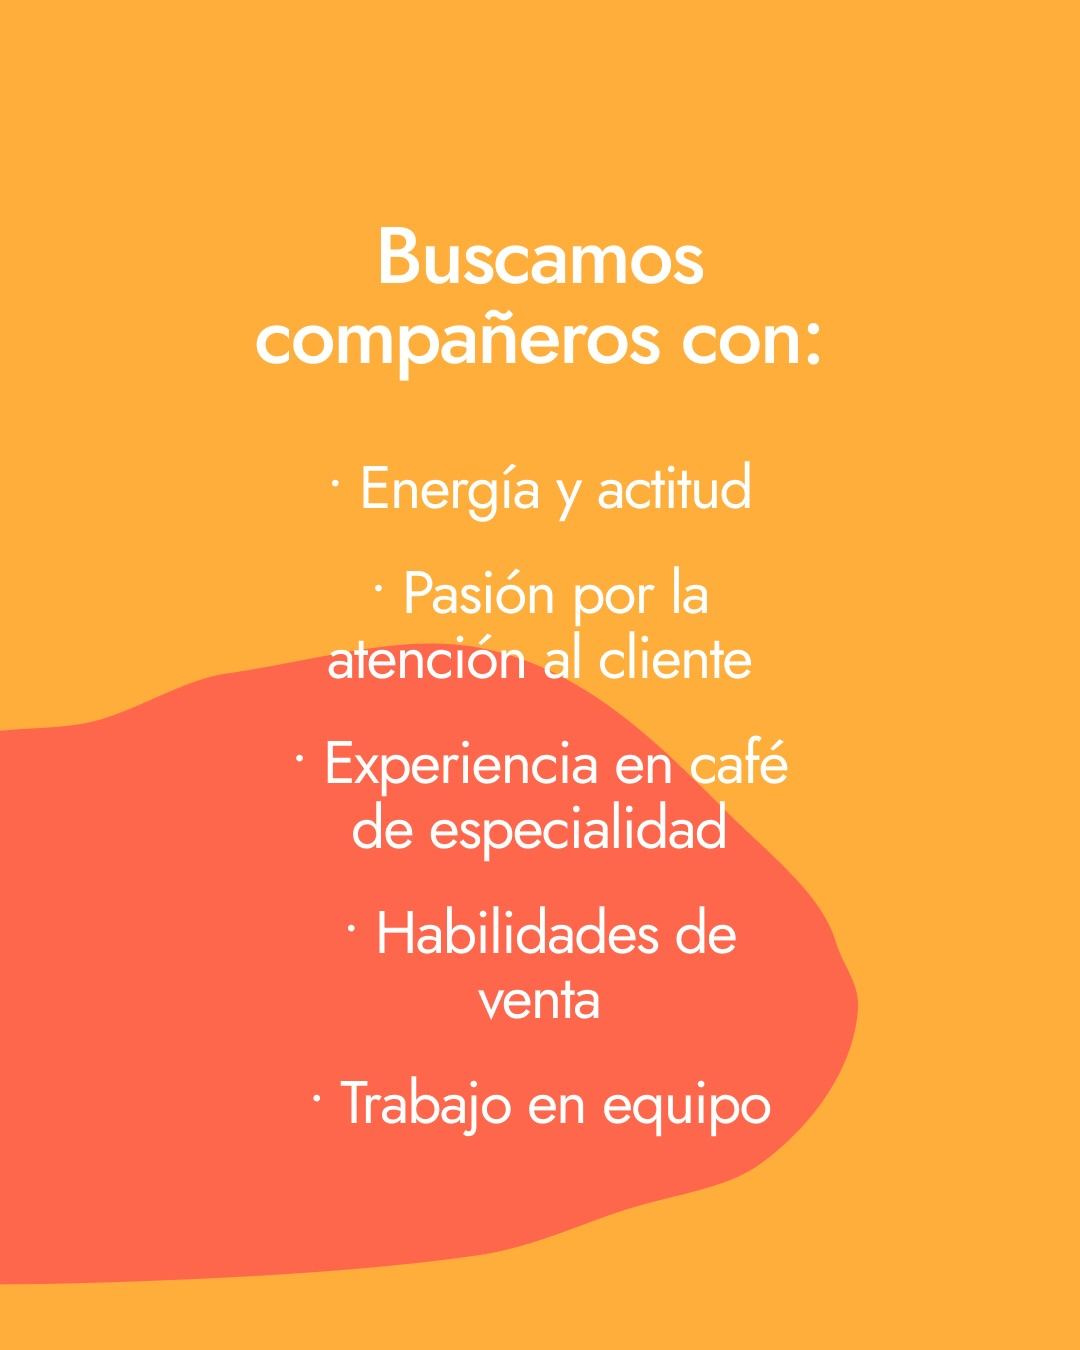 Buscamos
compañeros con:
· Energía y actitud
· Pasión por la
atención al cliente
· Experiencia en café
de especialidad
· Habilidades de
venta
· Trabajo en equipo